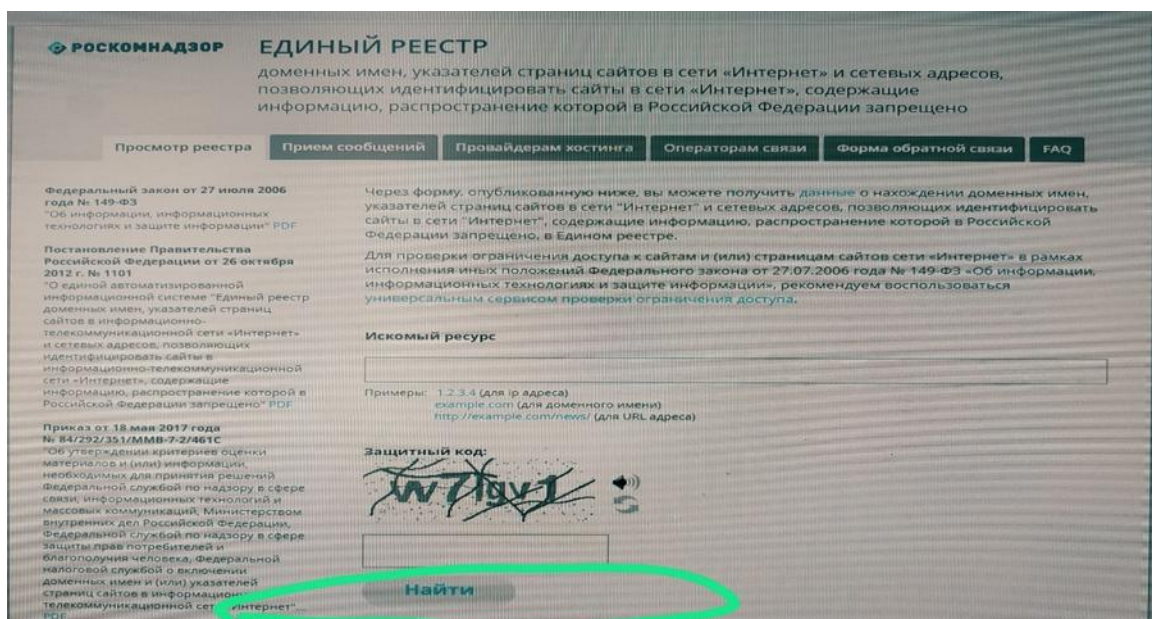 РОСКОМНАДЗОР
ЕДИНЫЙ РЕЕСТР
доменных имен, указателей страниц сайтов в сети «Интернет» и сетевых адресов,
позволяющих идентифицировать сайты в сети «Интернет», содержащие
информацию, распространение которой в Российской Федерации запрещено
Просмотр реестра
Прием сообщений
Провайдерам хостинга
Операторам связи
Форма обратной связи
FAQ
Федеральный закон от 27 июля 2006
года № 149-ФЗ
"Об информации, информационных
технологиях и защите информации" PDF
Постановление Правительства
Российской Федерации от 26 октября
2012 г. № 1101
"О единой автоматизированной
информационной системе "Единый реестр
доменных имен, указателей страниц
сайтов в информационно-
телекоммуникационной сети «Интернет»
и сетевых адресов, позволяющих
идентифицировать сайты в
информационно-телекоммуникационной
сети «Интернет», содержащие
информацию, распространение которой в
Российской Федерации запрещено" PDF
Приказ от 18 мая 2017 года
№ 84/292/351/ММВ-7-2/461С
"Об утверждении критериев оценки
материалов и (или) информации,
необходимых для принятия решений
Федеральной службой по надзору в сфере
связи, информационных технологий и
массовых коммуникаций, Министерством
внутренних дел Российской Федерации,
Федеральной службой по надзору в сфере
защиты прав потребителей и
благополучия человека, Федеральной
налоговой службой о включении
доменных имен и (или) указателей
страниц сайтов в информационно
телекоммуникационной сети "Интернет"...
PDF
Через форму, опубликованную ниже, вы можете получить данные о нахождении доменных имен,
указателей страниц сайтов в сети "Интернет" и сетевых адресов, позволяющих идентифицировать
сайты в сети "Интернет", содержащие информацию, распространение которой в Российской
Федерации запрещено, в Едином реестре.
Для проверки ограничения доступа к сайтам и (или) страницам сайтов сети «Интернет» в рамках
исполнения иных положений Федерального закона от 27.07.2006 года № 149-ФЗ «Об информации,
информационных технологиях и защите информации», рекомендуем воспользоваться
универсальным сервисом проверки ограничения доступа.
Искомый ресурс
Примеры: 1.2.3.4 (для ip адреса)
example.com (для доменного имени)
http://example.com/news/ (для URL адреса)
Защитный код:
Найти